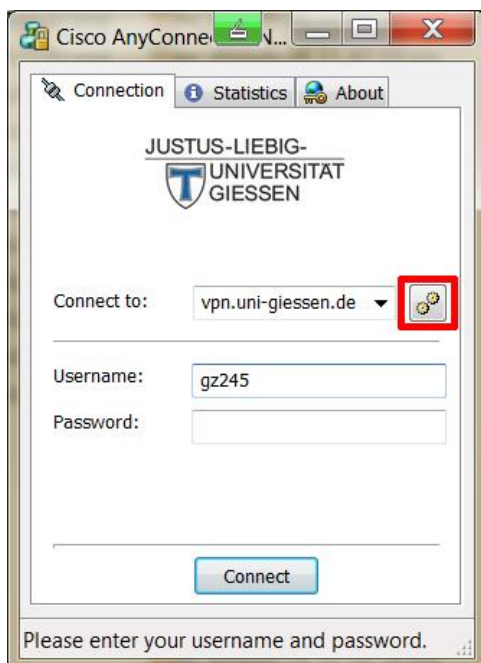 Cisco AnyConne N...
Connection Statistics About
JUSTUS-LIEBIG-
UNIVERSITÄT
GIESSEN
Connect to: vpn.uni-giessen.de
Username: gz245
Password:
Connect
Please enter your username and password.